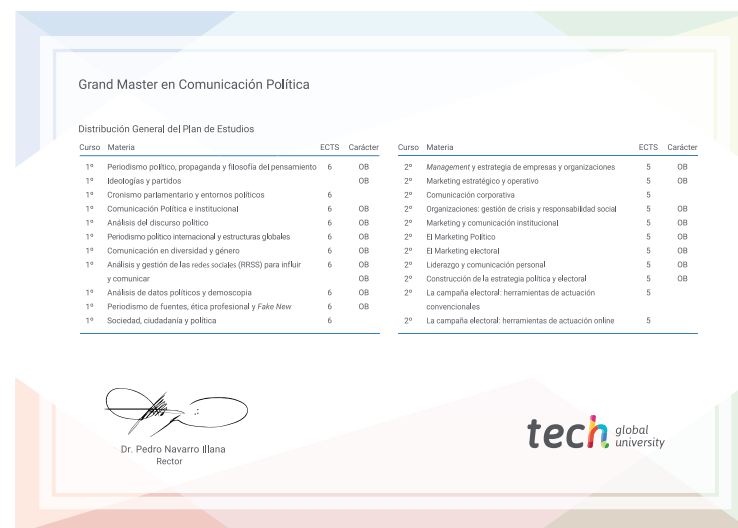 Grand Master en Comunicación Política
Distribución General del Plan de Estudios
Curso Materia ECTS Carácter
1º Periodismo político, propaganda y filosofía del pensamiento 6 OB
1º Ideologías y partidos OB
1º Cronismo parlamentario y entornos políticos 6
1º Comunicación Política e institucional 6 OB
1º Análisis del discurso político 6 OB
1º Periodismo político internacional y estructuras globales 6 OB
1º Comunicación en diversidad y género 6 OB
1º Análisis y gestión de las redes sociales (RRSS) para influir 6 OB
y comunicar OB
1º Análisis de datos políticos y demoscopia 6 OB
1º Periodismo de fuentes, ética profesional y Fake New 6 OB
1º Sociedad, ciudadanía y política 6
Curso Materia ECTS Carácter
2º Management y estrategia de empresas y organizaciones 5 OB
2º Marketing estratégico y operativo 5 OB
2º Comunicación corporativa 5
2º Organizaciones: gestión de crisis y responsabilidad social 5 OB
2º Marketing y comunicación institucional 5 OB
2º El Marketing Político 5 OB
2º El Marketing electoral 5 OB
2º Liderazgo y comunicación personal 5 OB
2º Construcción de la estrategia política y electoral 5 OB
2º La campaña electoral: herramientas de actuación 5
convencionales
2º La campaña electoral: herramientas de actuación online 5
Dr. Pedro Navarro Illana
Rector
tech global
university